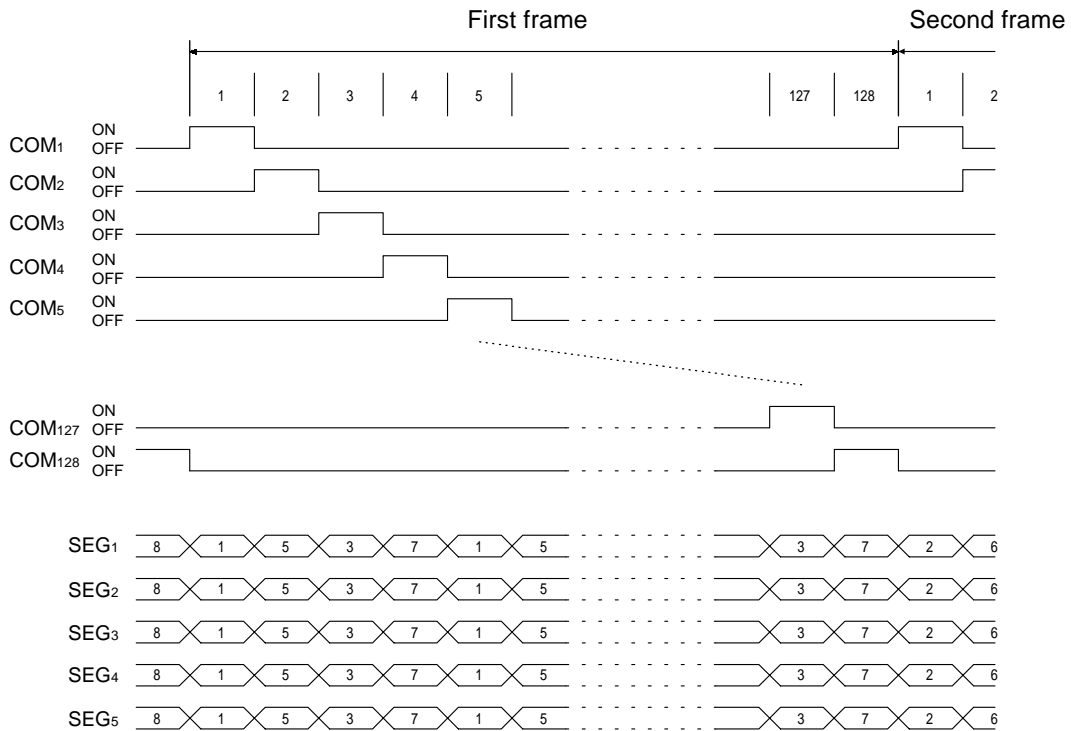 First frame Second frame
1 2 3 4 5 127 128 1 2
COM1 ON
OFF
COM2 ON
OFF
COM3 ON
OFF
COM4 ON
OFF
COM5 ON
OFF
COM127 ON
OFF
COM128 ON
OFF
SEG1 8 1 5 3 7 1 5 3 7 2 6
SEG2 8 1 5 3 7 1 5 3 7 2 6
SEG3 8 1 5 3 7 1 5 3 7 2 6
SEG4 8 1 5 3 7 1 5 3 7 2 6
SEG5 8 1 5 3 7 1 5 3 7 2 6